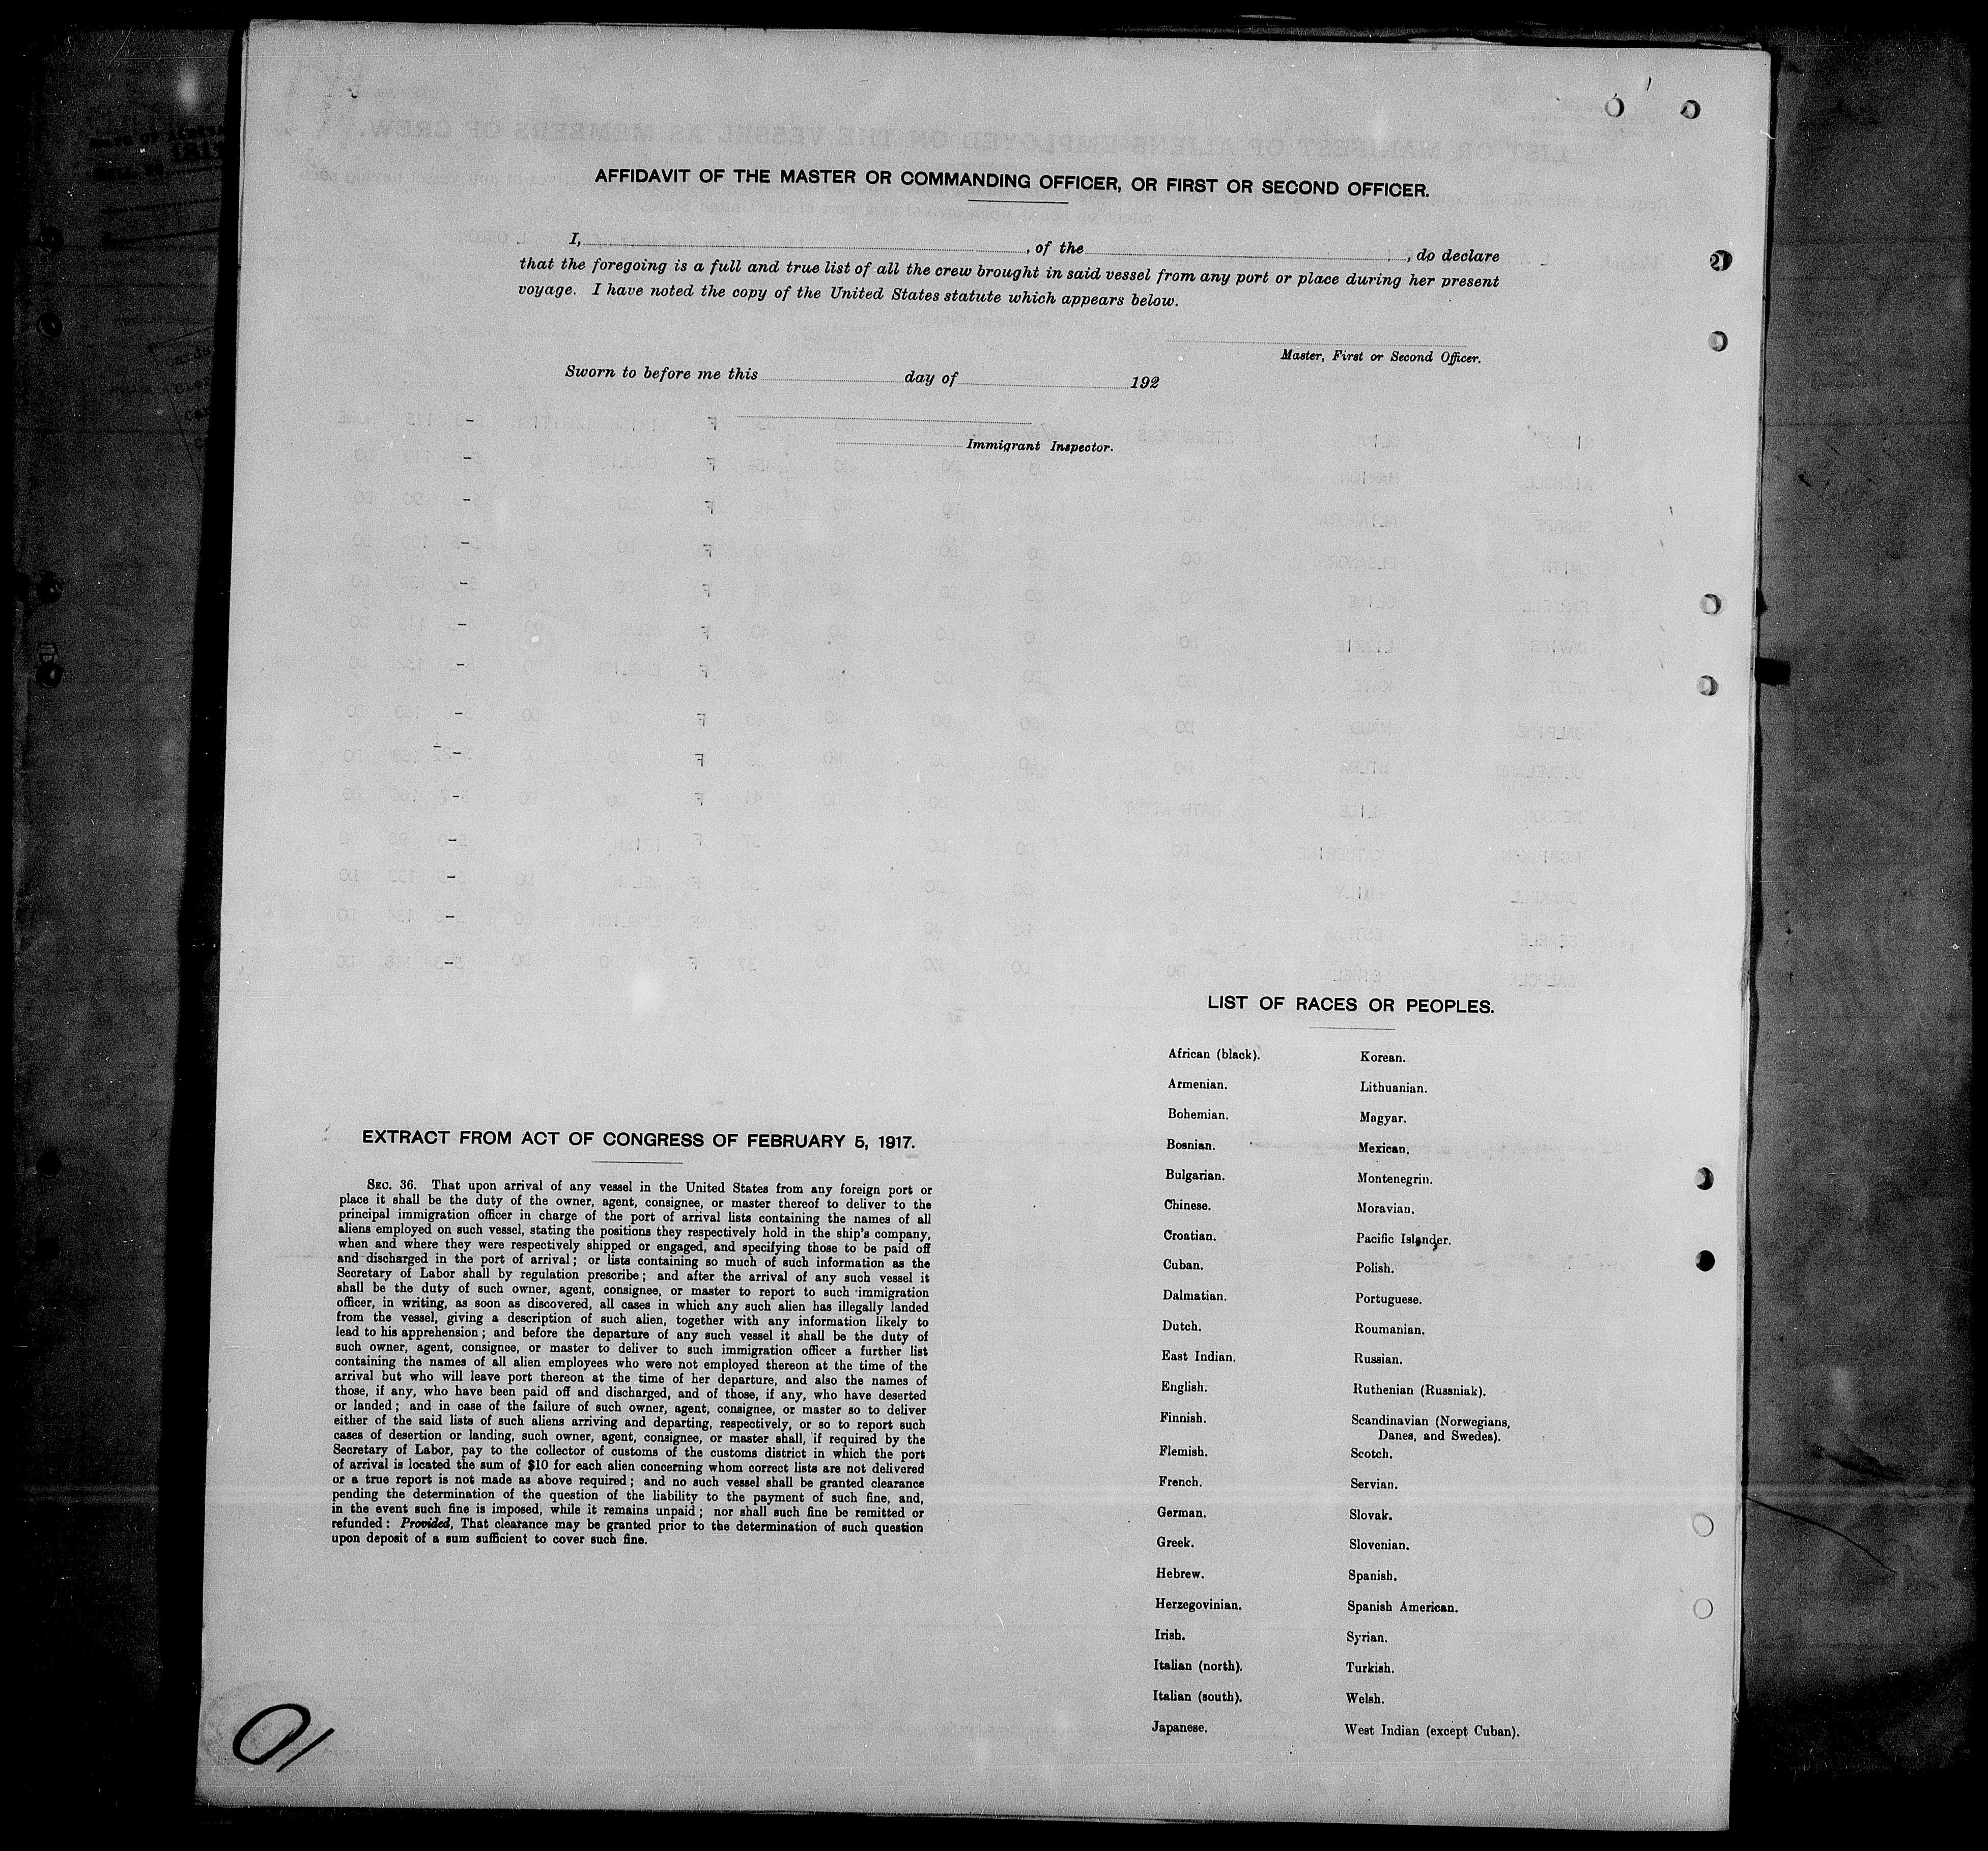 AFFIDAVIT OF THE MASTER OR COMMANDING OFFICER, OR FIRST OR SECOND OFFICER.
I, , of the , do declare
that the foregoing is a full and true list of all the crew brought in said vessel from any port or place during her present
voyage. I have noted the copy of the United States statute which appears below.
Master, First or Second Officer.
Sworn to before me this day of 192
Immigrant Inspector.
EXTRACT FROM ACT OF CONGRESS OF FEBRUARY 5, 1917.
SEC. 36. That upon arrival of any vessel in the United States from any foreign port or
place it shall be the duty of the owner, agent, consignee, or master thereof to deliver to the
principal immigration officer in charge of the port of arrival lists containing the names of all
aliens employed on such vessel, stating the positions they respectively hold in the ship's company,
when and where they were respectively shipped or engaged, and specifying those to be paid off
and discharged in the port of arrival; or lists containing so much of such information as the
Secretary of Labor shall by regulation prescribe; and after the arrival of any such vessel it
shall be the duty of such owner, agent, consignee, or master to report to such immigration
officer, in writing, as soon as discovered, all cases in which any such alien has illegally landed
from the vessel, giving a description of such alien, together with any information likely to
lead to his apprehension; and before the departure of any such vessel it shall be the duty of
such owner, agent, consignee, or master to deliver to such immigration officer a further list
containing the names of all alien employees who were not employed thereon at the time of the
arrival but who will leave port thereon at the time of her departure, and also the names of
those, if any, who have been paid off and discharged, and of those, if any, who have deserted
or landed; and in case of the failure of such owner, agent, consignee, or master so to deliver
either of the said lists of such aliens arriving and departing, respectively, or so to report such
cases of desertion or landing, such owner, agent, consignee, or master shall, if required by the
Secretary of Labor, pay to the collector of customs of the customs district in which the port
of arrival is located the sum of $10 for each alien concerning whom correct lists are not delivered
or a true report is not made as above required; and no such vessel shall be granted clearance
pending the determination of the question of the liability to the payment of such fine, and,
in the event such fine is imposed, while it remains unpaid; nor shall such fine be remitted or
refunded: Provided, That clearance may be granted prior to the determination of such question
upon deposit of a sum sufficient to cover such fine.
LIST OF RACES OR PEOPLES.
African (black).
Armenian.
Bohemian.
Bosnian.
Bulgarian.
Chinese.
Croatian.
Cuban.
Dalmatian.
Dutch.
East Indian.
English.
Finnish.
Flemish.
French.
German.
Greek.
Hebrew.
Herzegovinian.
Irish.
Italian (north).
Italian (south).
Japanese.
Korean.
Lithuanian.
Magyar.
Mexican.
Montenegrin.
Moravian.
Pacific Islander.
Polish.
Portuguese.
Roumanian.
Russian.
Ruthenian (Russniak).
Scandinavian (Norwegians,
Danes, and Swedes).
Scotch.
Servian.
Slovak.
Slovenian.
Spanish.
Spanish American.
Syrian.
Turkish.
Welsh.
West Indian (except Cuban).